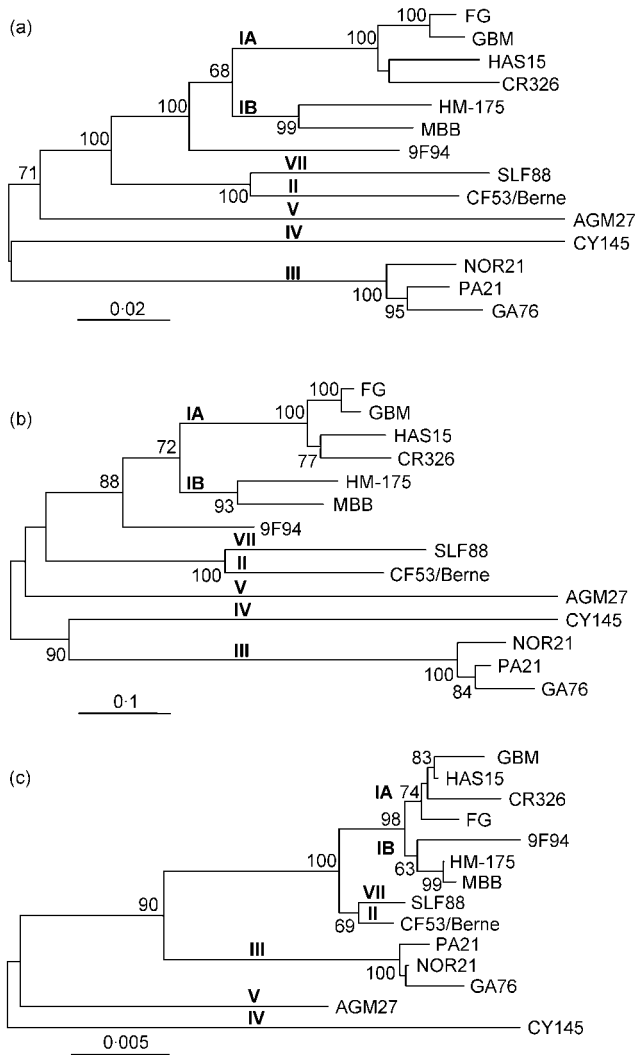 (a)
100
FG
GBM
IA
100
HAS15
CR326
68
100
IB
HM-175
99
MBB
100
9F94
71
VII
SLF88
II
100
CF53/Berne
V
AGM27
IV
CY145
III
NOR21
100
PA21
95
GA76
0·02
(b)
100
FG
GBM
IA
100
HAS15
72
77
CR326
88
IB
HM-175
93
MBB
9F94
VII
SLF88
II
100
CF53/Berne
V
AGM27
IV
CY145
90
III
NOR21
100
PA21
84
GA76
0·1
(c)
83
GBM
HAS15
IA
74
CR326
98
FG
IB
9F94
100
63
HM-175
99
MBB
VII
SLF88
II
69
CF53/Berne
90
III
PA21
100
NOR21
GA76
V
AGM27
IV
CY145
0·005